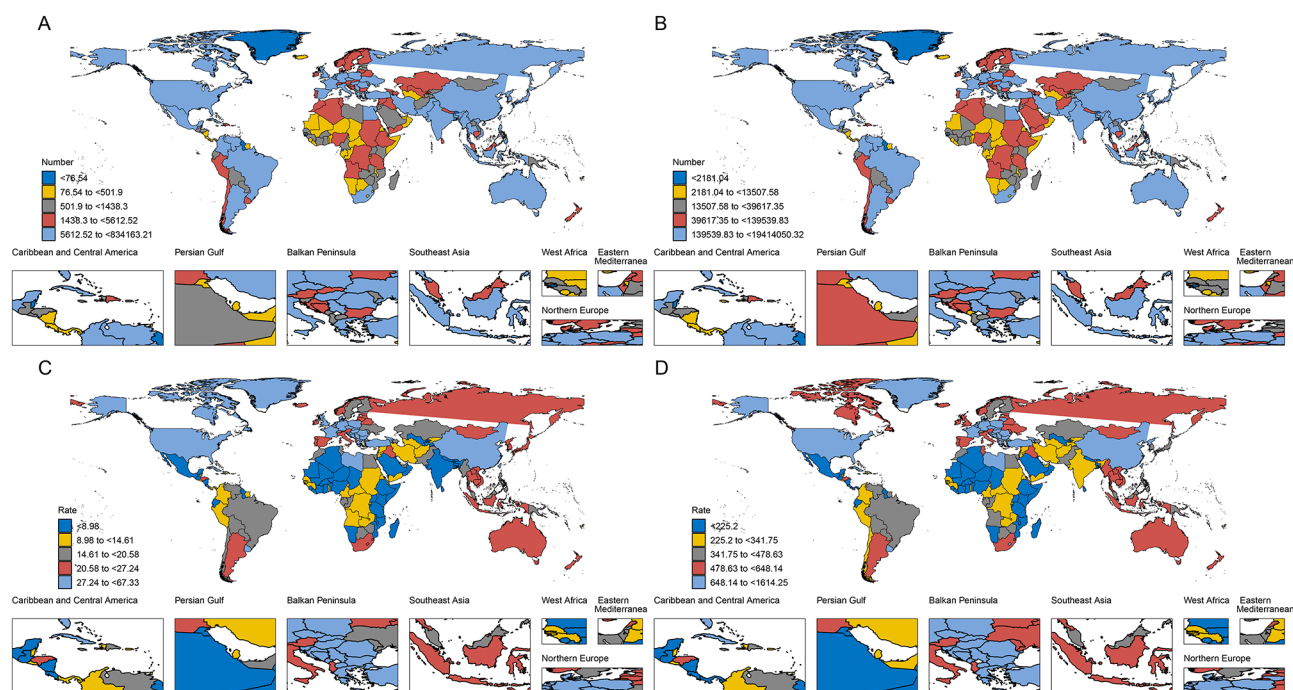 A
B
Number
<76.54
76.54 to <501.9
501.9 to <1438.3
1438.3 to <5612.52
5612.52 to <834163.21
Number
<2181.04
2181.04 to <13507.58
13507.58 to <39617.35
39617.35 to <139539.83
139539.83 to <19414050.32
Caribbean and Central America
Persian Gulf
Balkan Peninsula
Southeast Asia
West Africa
Eastern
Mediterranean
Northern Europe
Caribbean and Central America
Persian Gulf
Balkan Peninsula
Southeast Asia
West Africa
Eastern
Mediterranean
Northern Europe
C
D
Rate
<8.98
8.98 to <14.61
14.61 to <20.58
20.58 to <27.24
27.24 to <67.33
Rate
<225.2
225.2 to <341.75
341.75 to <478.63
478.63 to <648.14
648.14 to <1614.25
Caribbean and Central America
Persian Gulf
Balkan Peninsula
Southeast Asia
West Africa
Eastern
Mediterranean
Northern Europe
Caribbean and Central America
Persian Gulf
Balkan Peninsula
Southeast Asia
West Africa
Eastern
Mediterranean
Northern Europe